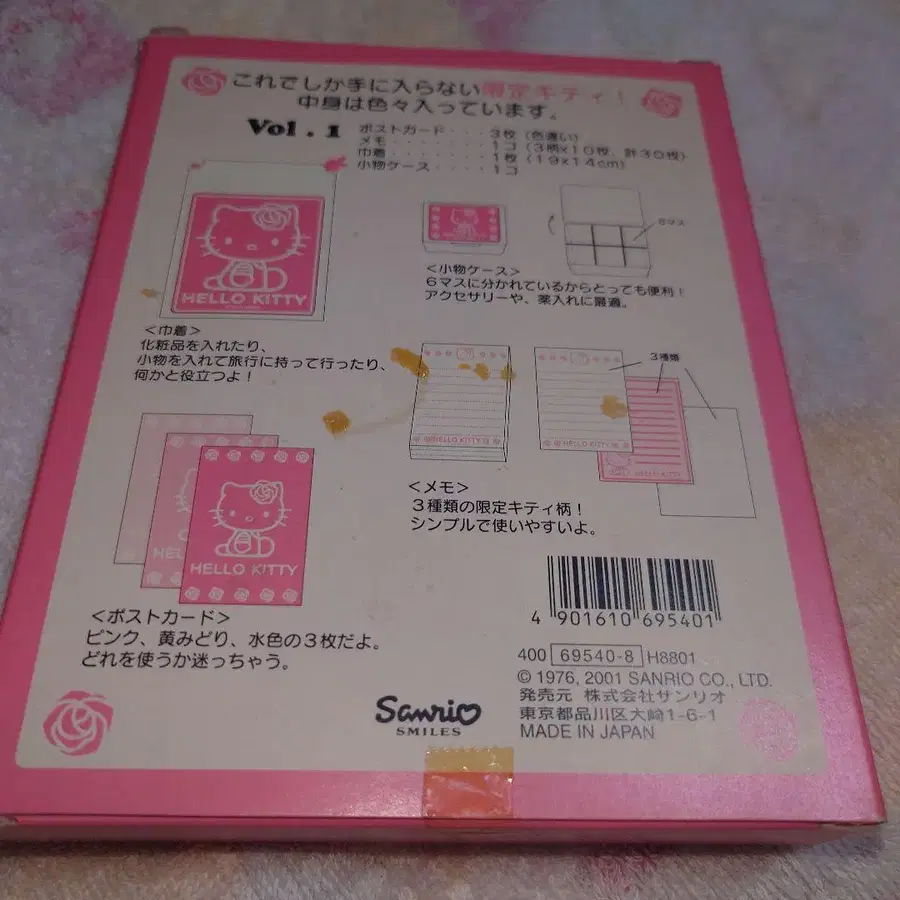 これでしか手に入らない限定キティ!
中身は色々入っています。
Vol.1
ポストカード・・・3枚(色違い)
メモ・・・・・・・1コ(3柄×10枚、計30枚)
巾着・・・・・・・1枚(19×14cm)
小物ケース・・・・1コ
HELLO KITTY
6マス
<小物ケース>
6マスに分かれているからとっても便利!
アクセサリーや、薬入れに最適。
<巾着>
化粧品を入れたり、
小物を入れて旅行に持って行ったり、
何かと役立つよ!
3種類
HELLO KITTY
HELLO KITTY
HELLO KITTY
<メモ>
3種類の限定キティ柄!
シンプルで使いやすいよ。
HE
HELLO KITTY
<ポストカード>
ピンク、黄みどり、水色の3枚だよ。
どれを使うか迷っちゃう。
4 901610 695401
400 69540-8 H8801
© 1976, 2001 SANRIO CO., LTD.
発売元 株式会社サンリオ
東京都品川区大崎1-6-1
MADE IN JAPAN
Sanrio
SMILES